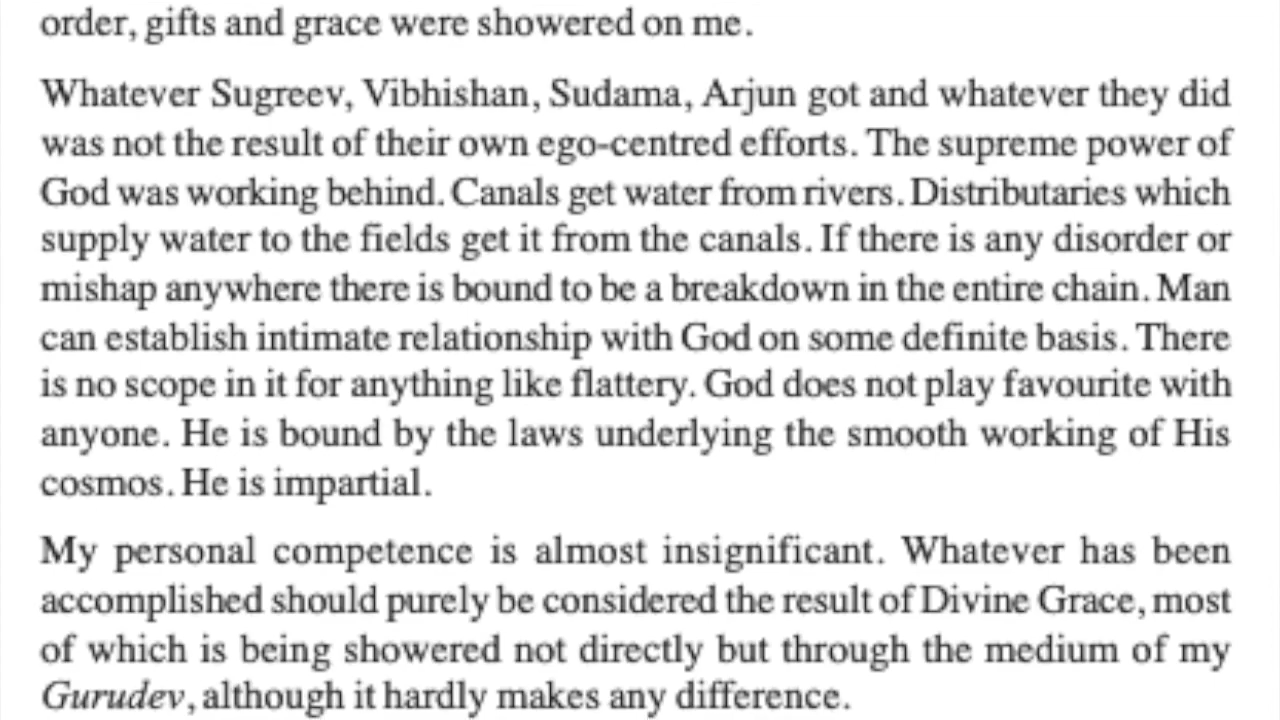 order, gifts and grace were showered on me.
Whatever Sugreev, Vibhishan, Sudama, Arjun got and whatever they did
was not the result of their own ego-centred efforts. The supreme power of
God was working behind. Canals get water from rivers. Distributaries which
supply water to the fields get it from the canals. If there is any disorder or
mishap anywhere there is bound to be a breakdown in the entire chain. Man
can establish intimate relationship with God on some definite basis. There
is no scope in it for anything like flattery. God does not play favourite with
anyone. He is bound by the laws underlying the smooth working of His
cosmos. He is impartial.
My personal competence is almost insignificant. Whatever has been
accomplished should purely be considered the result of Divine Grace, most
of which is being showered not directly but through the medium of my
Gurudev, although it hardly makes any difference.